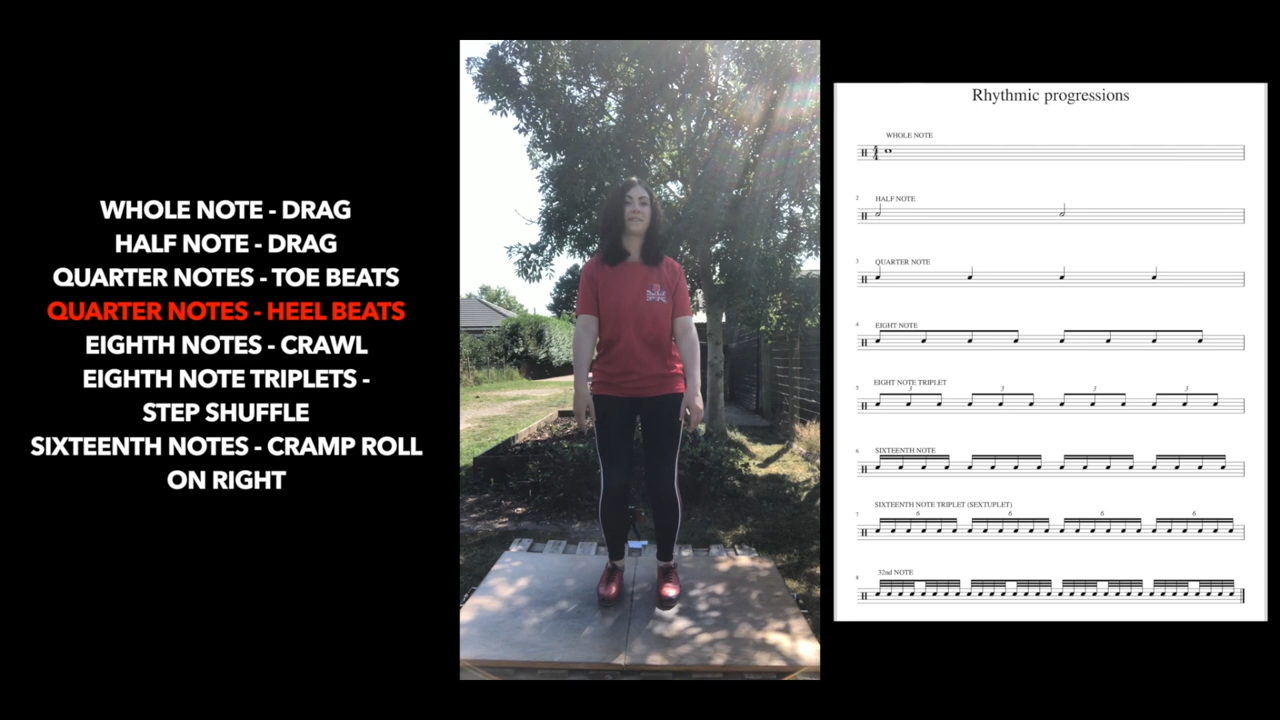 WHOLE NOTE - DRAG
HALF NOTE - DRAG
QUARTER NOTES - TOE BEATS
QUARTER NOTES - HEEL BEATS
EIGHTH NOTES - CRAWL
EIGHTH NOTE TRIPLETS -
STEP SHUFFLE
SIXTEENTH NOTES - CRAMP ROLL
ON RIGHT
Rhythmic progressions
WHOLE NOTE
4
4
2
HALF NOTE
3
QUARTER NOTE
4
EIGHT NOTE
5
EIGHT NOTE TRIPLET
3 3 3 3
6
SIXTEENTH NOTE
7
SIXTEENTH NOTE TRIPLET (SEXTUPLET)
6 6 6 6
8
32nd NOTE